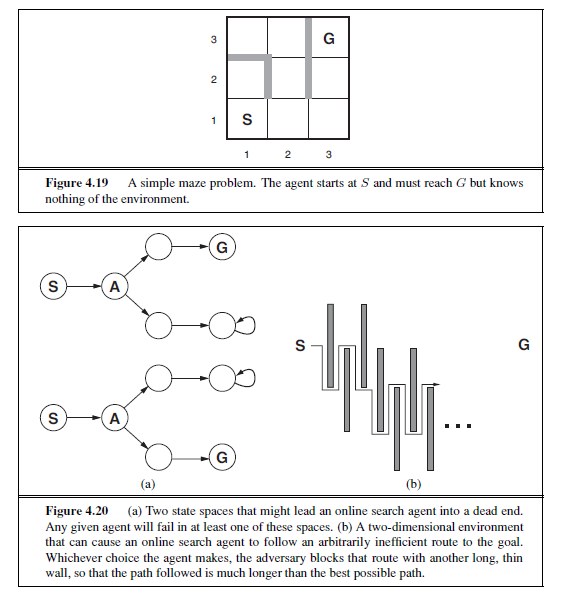 3
G
2
1
S
1 2 3
Figure 4.19 A simple maze problem. The agent starts at S and must reach G but knows
nothing of the environment.
G
S A
S G
S A
G
...
(a) (b)
Figure 4.20 (a) Two state spaces that might lead an online search agent into a dead end.
Any given agent will fail in at least one of these spaces. (b) A two-dimensional environment
that can cause an online search agent to follow an arbitrarily inefficient route to the goal.
Whichever choice the agent makes, the adversary blocks that route with another long, thin
wall, so that the path followed is much longer than the best possible path.